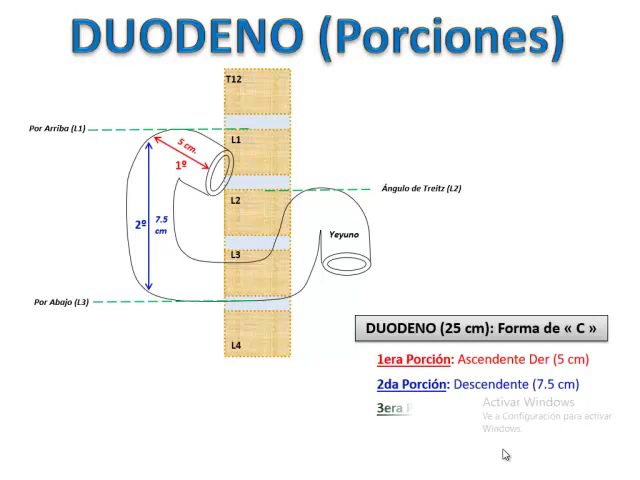 DUODENO (Porciones)
T12
Por Arriba (L1)
L1
5 cm.
1º
Ángulo de Treitz (L2)
L2
2º
7.5
cm
Yeyuno
L3
Por Abajo (L3)
DUODENO (25 cm): Forma de « C »
L4
1era Porción: Ascendente Der (5 cm)
2da Porción: Descendente (7.5 cm)
Activar Windows
3era P
Ve a Configuración para activar
Windows.